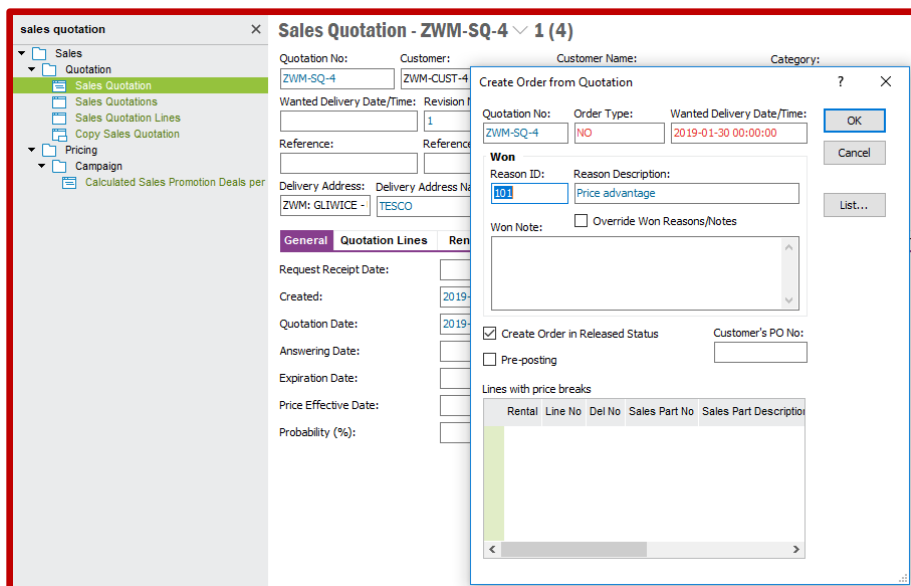 sales quotation
Sales
Quotation
Sales Quotation
Sales Quotations
Sales Quotation Lines
Copy Sales Quotation
Pricing
Campaign
Calculated Sales Promotion Deals per
Sales Quotation - ZWM-SQ-4 1 (4)
Quotation No: Customer: Customer Name: Category:
ZWM-SQ-4 ZWM-CUST-4
Wanted Delivery Date/Time: Revision
1
Reference: Reference
Delivery Address: Delivery Address Na
ZWM: GLIWICE - TESCO
General Quotation Lines Ren
Request Receipt Date:
Created: 2019-
Quotation Date: 2019-
Answering Date:
Expiration Date:
Price Effective Date:
Probability (%):
Create Order from Quotation ?
Quotation No: Order Type: Wanted Delivery Date/Time:
ZWM-SQ-4 NO 2019-01-30 00:00:00
OK
Cancel
List...
Won
Reason ID: Reason Description:
101 Price advantage
Won Note: Override Won Reasons/Notes
Create Order in Released Status Customer's PO No:
Pre-posting
Lines with price breaks
Rental Line No Del No Sales Part No Sales Part Description